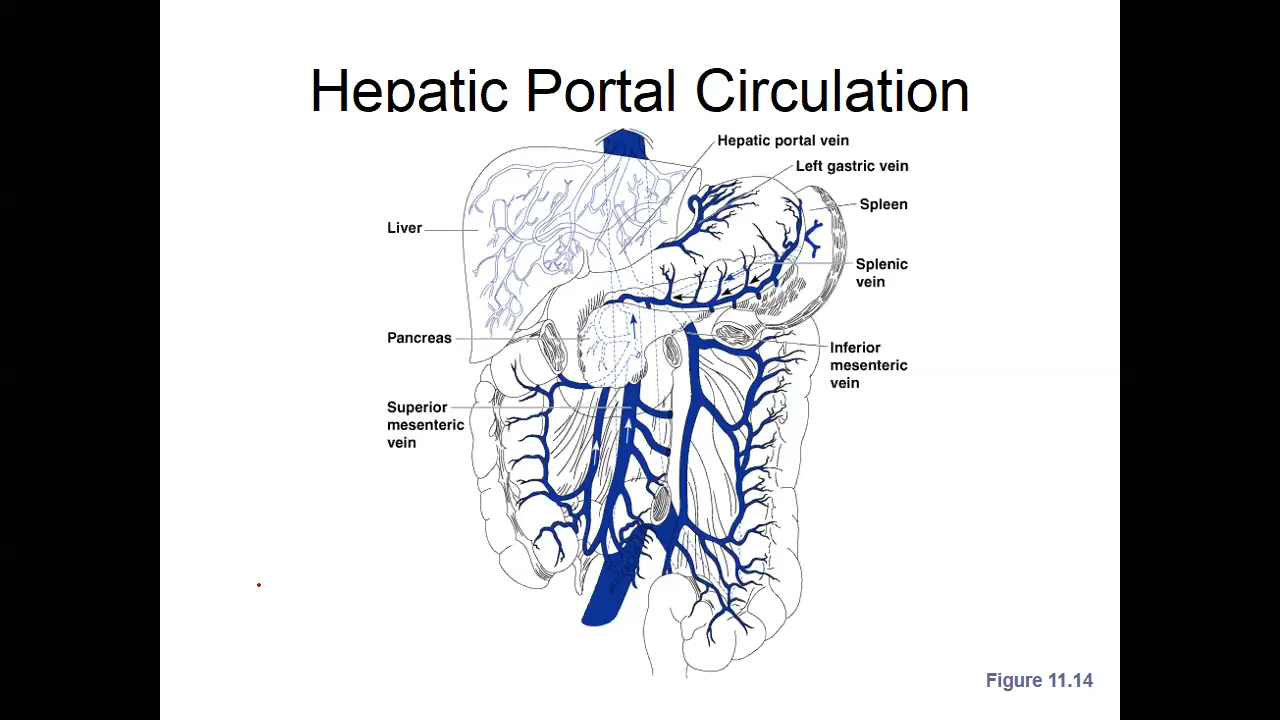 Hepatic Portal Circulation
Hepatic portal vein
Left gastric vein
Spleen
Liver
Splenic
vein
Pancreas
Inferior
mesenteric
vein
Superior
mesenteric
vein
Figure 11.14